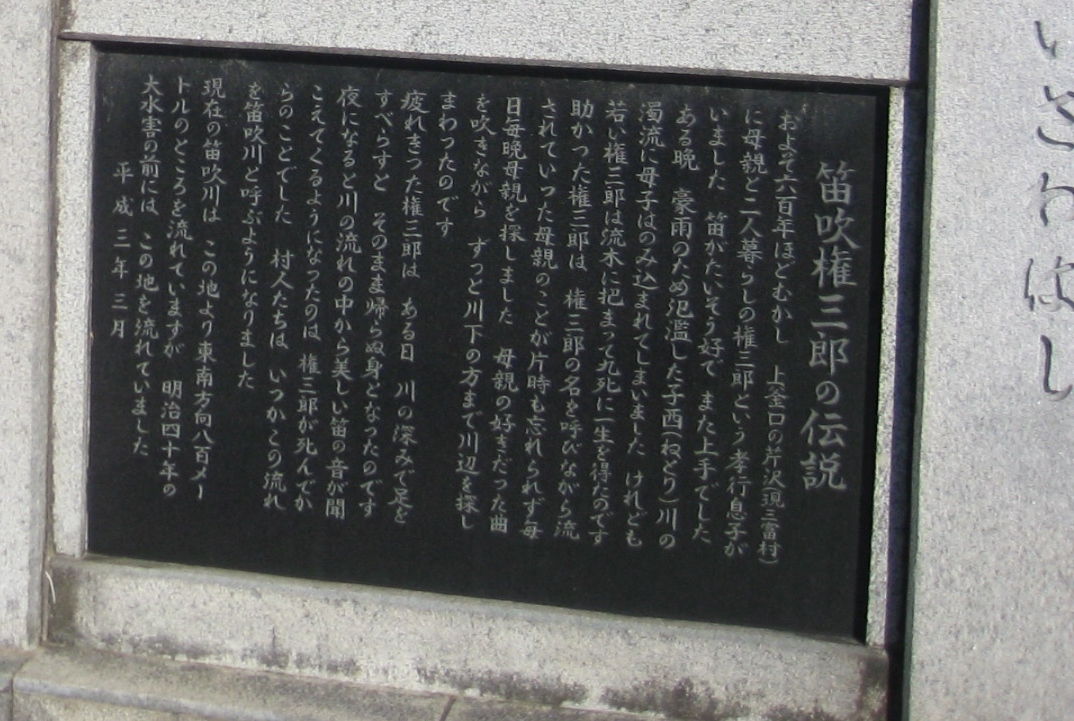 いさわばし
笛吹権三郎の伝説
およそ六百年ほどむかし　上釜口の芹沢(現三富村)
に母親と二人暮らしの権三郎という孝行息子が
いました　笛がたいそう好で　また上手でした
ある晩　豪雨のため氾濫した子酉(ねとり)川の
濁流に母子はのみ込まれてしまいました　けれども
若い権三郎は流木に把まって九死に一生を得たのです
助かった権三郎は　権三郎の名を呼びながら流
されていった母親のことが片時も忘れられず毎
日毎晩母親を探しました　母親の好きだった曲
を吹きながら　ずっと川下の方まで川辺を探し
まわったのです
疲れきった権三郎は　ある日　川の深みで足を
すべらすと　そのまま帰らぬ身となったのです
夜になると川の流れの中から美しい笛の音が聞
こえてくるようになったのは　権三郎が死んでか
らのことでした　村人たちは　いつかこの流れ
を笛吹川と呼ぶようになりました
現在の笛吹川は　この地より東南方向八百メー
トルのところを流れていますが　明治四十年の
大水害の前には　この地を流れていました
平成三年三月